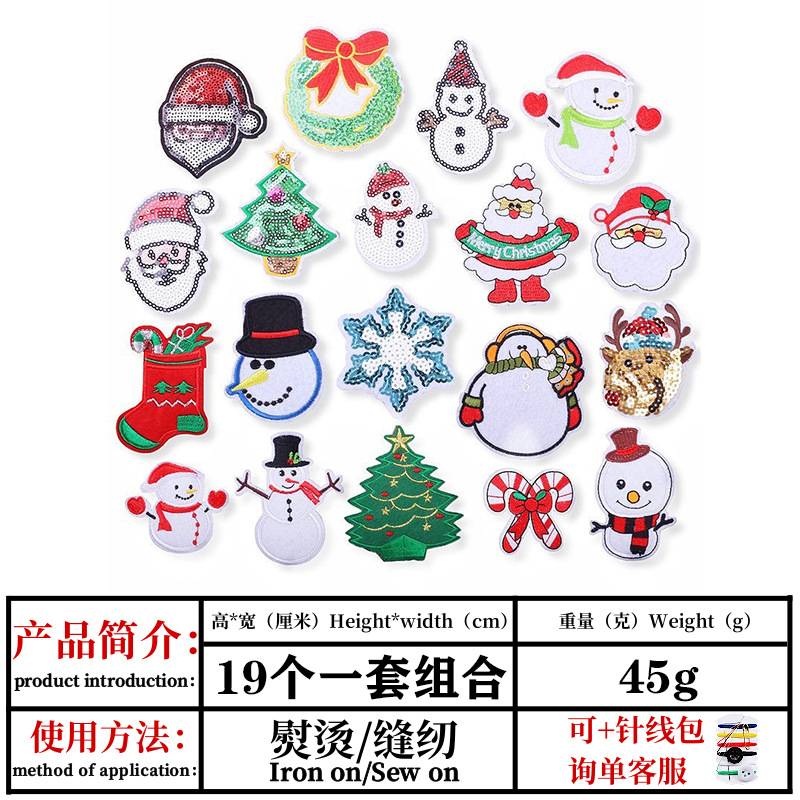 Merry Christmas
产品简介：
product introduction：
高*宽（厘米）Height*width（cm）
重量（克）Weight（g）
19个一套组合
45g
使用方法：
method of application：
熨烫/缝纫
Iron on/Sew on
可+针线包
询单客服